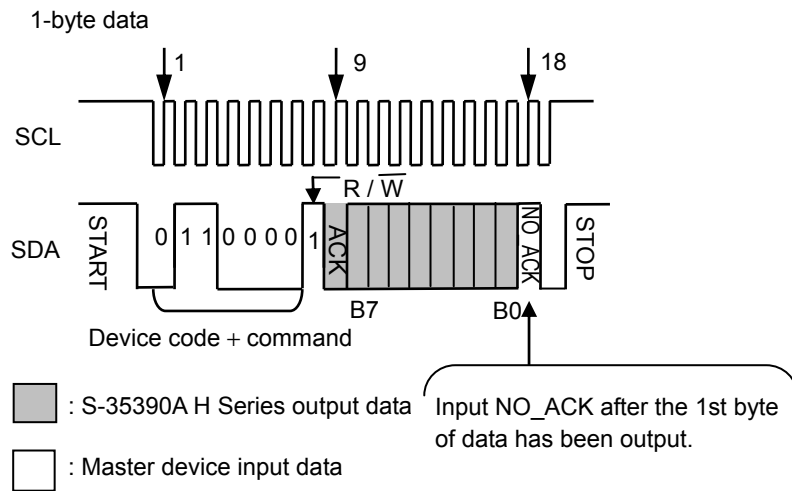 1-byte data
1 9 18
SCL
R / W̅
SDA START 0 1 1 0 0 0 0 1 ACK NO ACK STOP
B7 B0
Device code + command
: S-35390A H Series output data
: Master device input data
Input NO_ACK after the 1st byte
of data has been output.